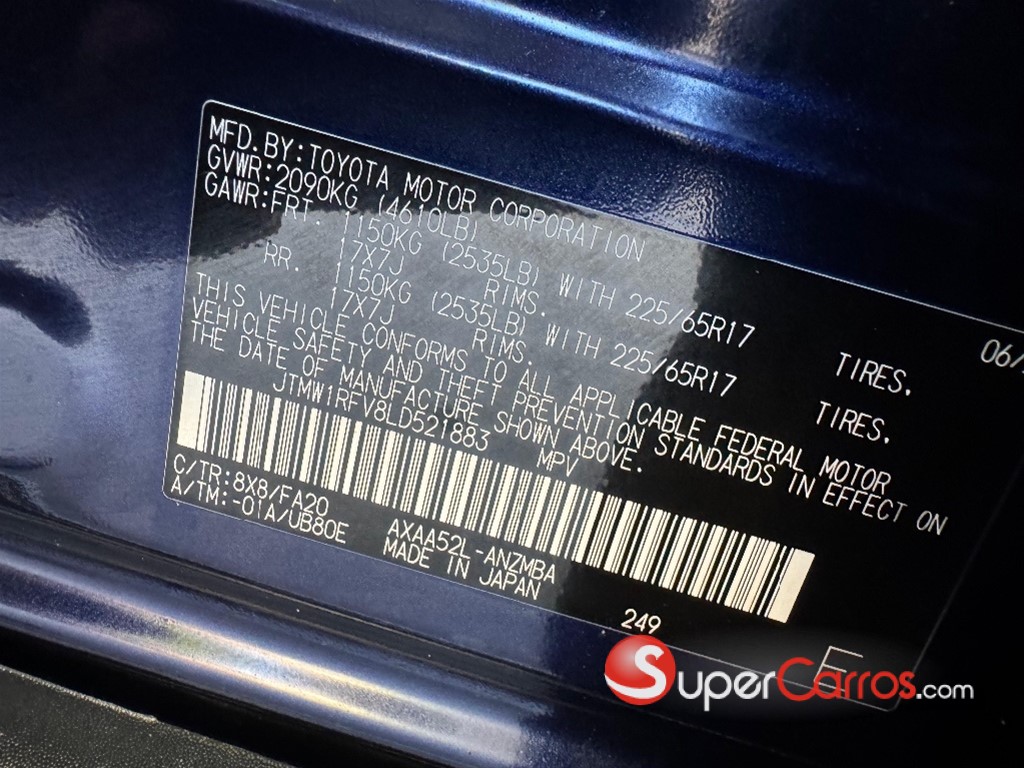 MFD.BY:TOYOTA MOTOR CORPORATION
GVWR:2090KG (4610LB) 06/
GAWR:FRT. 1150KG (2535LB) WITH 225/65R17 TIRES.
17X7J RIMS.
RR. 1150KG (2535LB) WITH 225/65R17 TIRES.
17X7J RIMS.
THIS VEHICLE CONFORMS TO ALL APPLICABLE FEDERAL MOTOR
VEHICLE SAFETY AND THEFT PREVENTION STANDARDS IN EFFECT ON
THE DATE OF MANUFACTURE SHOWN ABOVE.
JTMW1RFV8LD521883 MPV
C/TR:8X8/FA20 AXAA52L-ANZMBA
A/TM:-01A/UB80E MADE IN JAPAN
249
SuperCarros.com